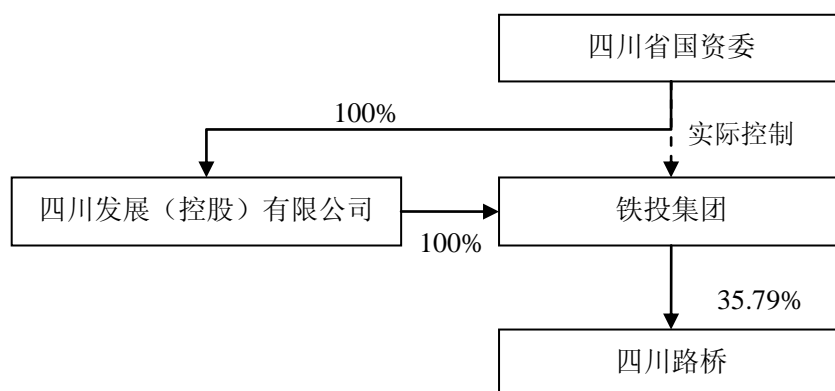 四川省国资委
100%
实际控制
四川发展（控股）有限公司
铁投集团
100%
35.79%
四川路桥